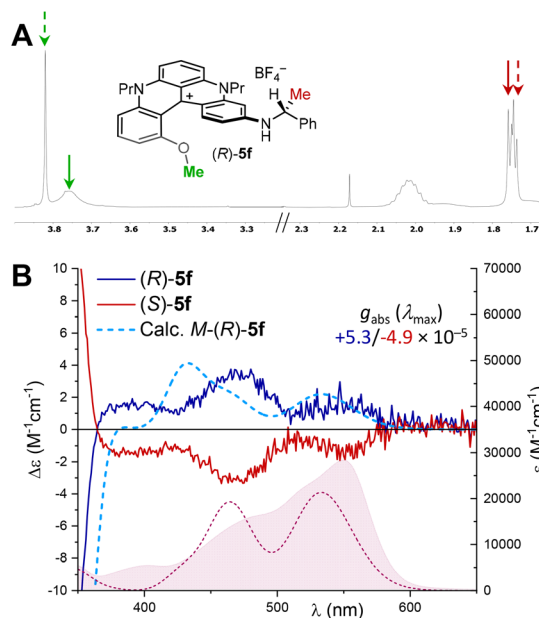 A
BF₄⁻
PrN
NPr
+
H
Me
N
H
Ph
O
Me
(R)-5f
3.8 3.7 3.6 3.5 3.4 3.3 // 2.2 2.1 2.0 1.9 1.8 1.7
B
(R)-5f
(S)-5f
Calc. M-(R)-5f
gabs (λmax)
+5.3/-4.9 × 10⁻⁵
Δε (M⁻¹cm⁻¹)
10
8
6
4
2
0
-2
-4
-6
-8
-10
70000
60000
50000
40000
30000
20000
10000
0
ε (M⁻¹cm⁻¹)
400 500 600
λ (nm)